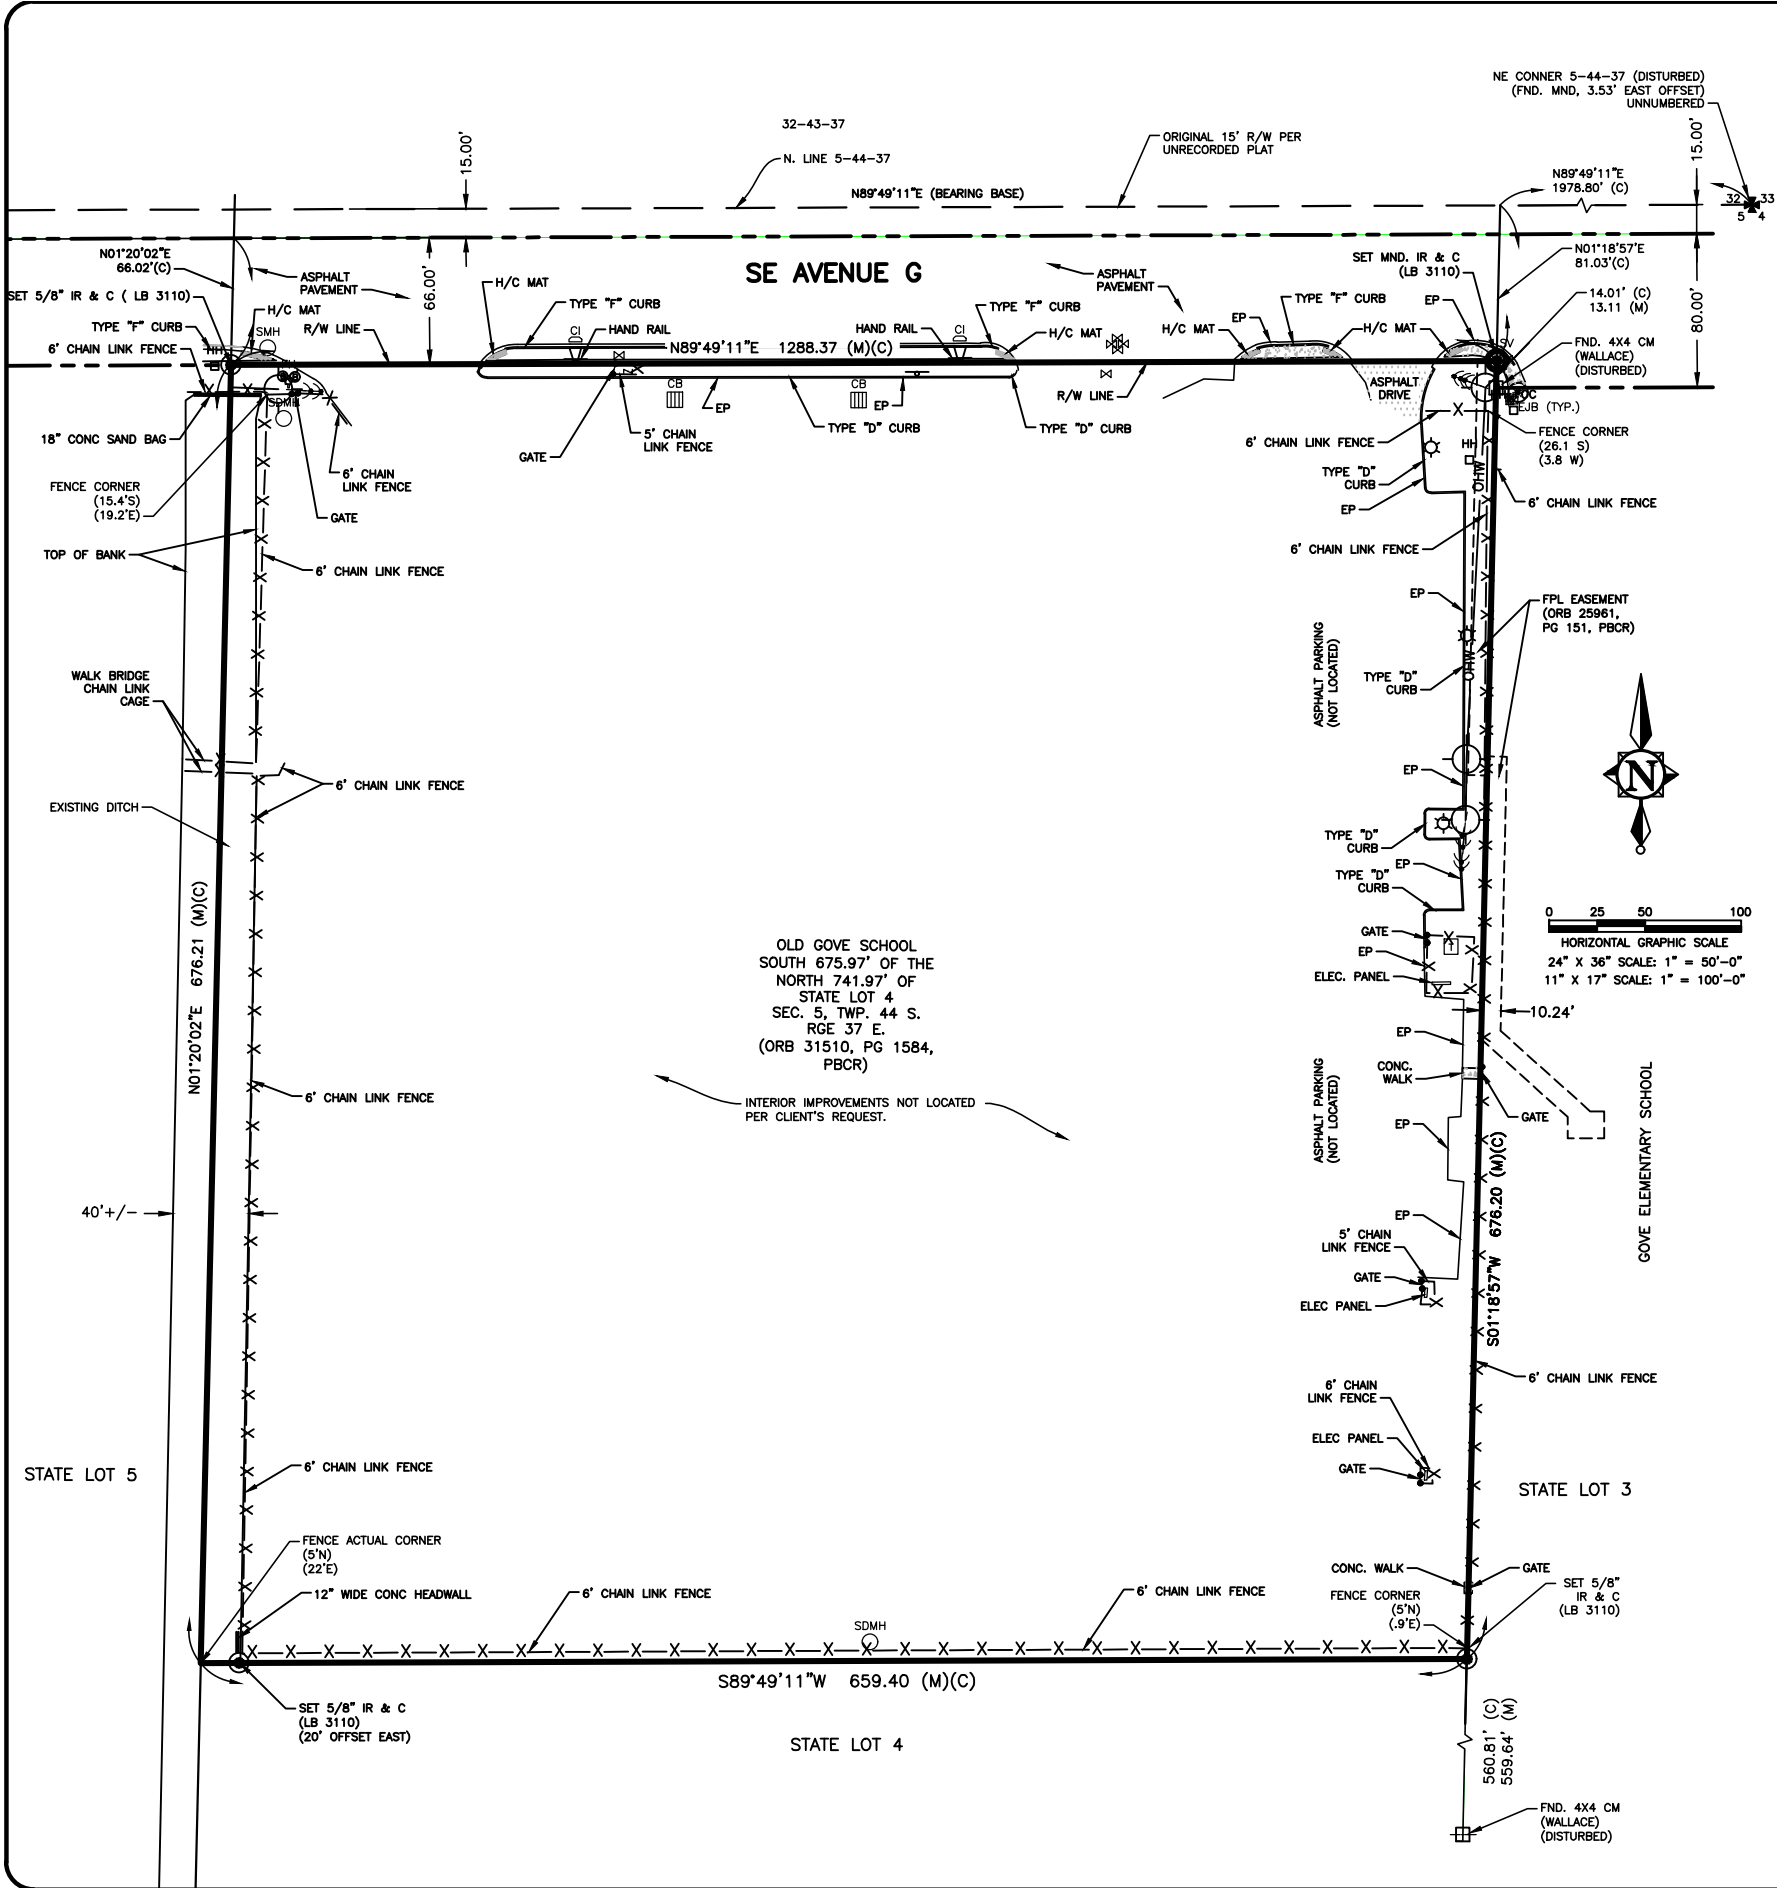 NE CONNER 5-44-37 (DISTURBED)
(FND. MND, 3.53' EAST OFFSET)
UNNUMBERED
32-43-37
N. LINE 5-44-37
ORIGINAL 15' R/W PER
UNRECORDED PLAT
15.00'
15.00'
N89°49'11"E (BEARING BASE)
N89°49'11"E
1978.80' (C)
32 33
5 4
N01°20'02"E
66.02'(C)
ASPHALT
PAVEMENT
66.00'
SE AVENUE G
SET MND. IR & C
(LB 3110)
N01°18'57'E
81.03'(C)
80.00'
SET 5/8" IR & C ( LB 3110)
H/C MAT
TYPE "F" CURB
ASPHALT
PAVEMENT
TYPE "F" CURB
EP
14.01' (C)
13.11 (M)
TYPE "F" CURB
H/C MAT
SMH
R/W LINE
CI
HAND RAIL
HAND RAIL
CI
TYPE "F" CURB
H/C MAT
H/C MAT
EP
H/C MAT
6' CHAIN LINK FENCE
HH
N89°49'11"E 1288.37 (M)(C)
SV
FND. 4X4 CM
(WALLACE)
(DISTURBED)
SDMH
CB
CB
EP
EP
R/W LINE
ASPHALT
DRIVE
OC
EJB (TYP.)
18" CONC SAND BAG
GATE
5' CHAIN
LINK FENCE
TYPE "D" CURB
TYPE "D" CURB
6' CHAIN LINK FENCE
HH
FENCE CORNER
(26.1 S)
(3.8 W)
FENCE CORNER
(15.4'S)
(19.2'E)
6' CHAIN
LINK FENCE
GATE
TYPE "D"
CURB
OHW
EP
6' CHAIN LINK FENCE
TOP OF BANK
6' CHAIN LINK FENCE
6' CHAIN LINK FENCE
EP
FPL EASEMENT
(ORB 25961,
PG 151, PBCR)
ASPHALT PARKING
(NOT LOCATED)
OHW
TYPE "D"
CURB
WALK BRIDGE
CHAIN LINK
CAGE
6' CHAIN LINK FENCE
EP
N
EXISTING DITCH
TYPE "D"
CURB
EP
TYPE "D"
CURB
N01°20'02"E 676.21 (M)(C)
0 25 50 100
HORIZONTAL GRAPHIC SCALE
24" X 36" SCALE: 1" = 50'-0"
11" X 17" SCALE: 1" = 100'-0"
GATE
EP
ELEC. PANEL
OLD GOVE SCHOOL
SOUTH 675.97' OF THE
NORTH 741.97' OF
STATE LOT 4
SEC. 5, TWP. 44 S.
RGE 37 E.
(ORB 31510, PG 1584,
PBCR)
10.24'
EP
CONC.
WALK
6' CHAIN LINK FENCE
INTERIOR IMPROVEMENTS NOT LOCATED
PER CLIENT'S REQUEST.
ASPHALT PARKING
(NOT LOCATED)
EP
GATE
GOVE ELEMENTARY SCHOOL
40'+/-
EP
S01°18'57"W 676.20 (M)(C)
5' CHAIN
LINK FENCE
GATE
ELEC PANEL
6' CHAIN LINK FENCE
6' CHAIN
LINK FENCE
ELEC PANEL
GATE
STATE LOT 5
6' CHAIN LINK FENCE
STATE LOT 3
FENCE ACTUAL CORNER
(5'N)
(22'E)
12" WIDE CONC HEADWALL
6' CHAIN LINK FENCE
6' CHAIN LINK FENCE
CONC. WALK
GATE
FENCE CORNER
(5'N)
(.9'E)
SET 5/8"
IR & C
(LB 3110)
SDMH
S89°49'11"W 659.40 (M)(C)
SET 5/8" IR & C
(LB 3110)
(20' OFFSET EAST)
STATE LOT 4
560.81' (C)
559.64' (M)
FND. 4X4 CM
(WALLACE)
(DISTURBED)